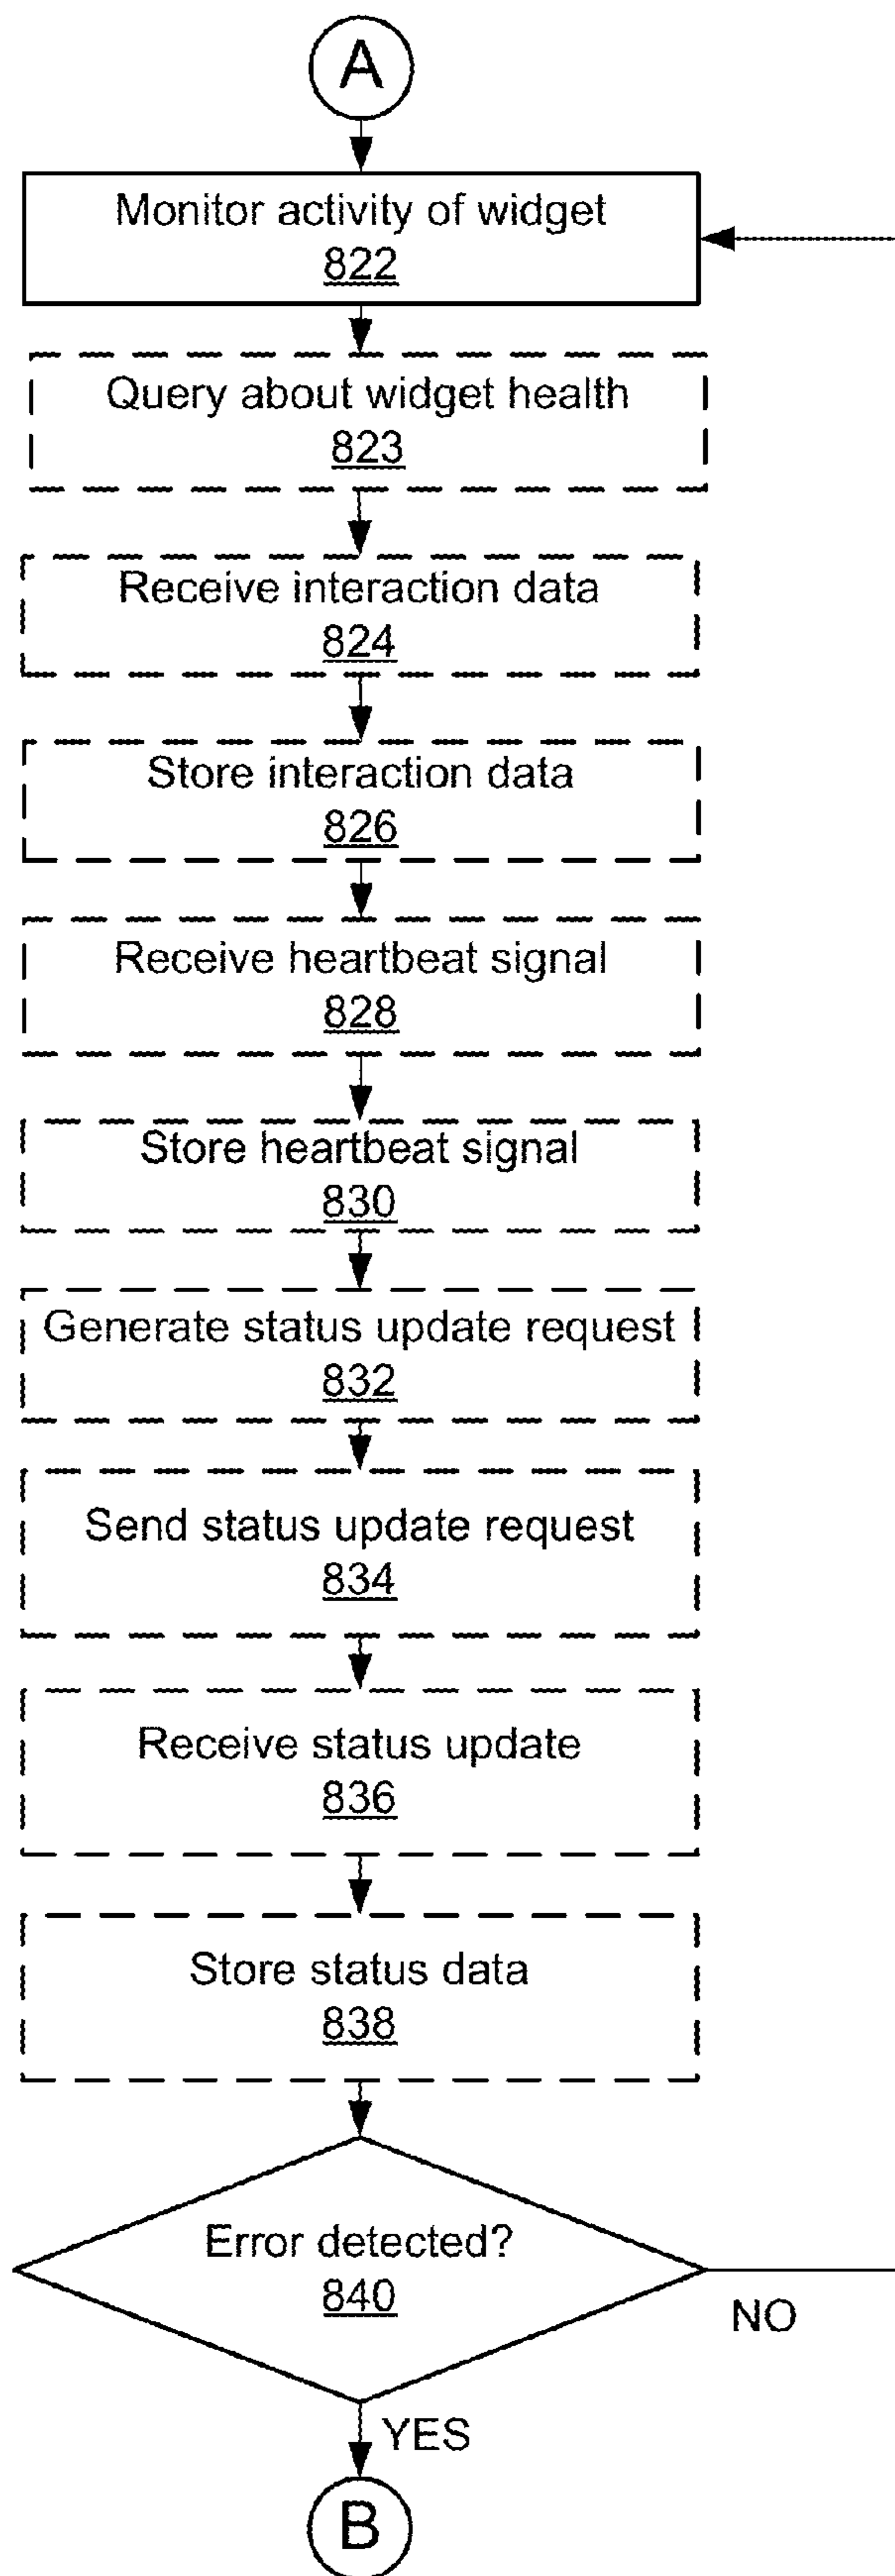 A
Monitor activity of widget
822
Query about widget health
823
Receive interaction data
824
Store interaction data
826
Receive heartbeat signal
828
Store heartbeat signal
830
Generate status update request
832
Send status update request
834
Receive status update
836
Store status data
838
Error detected?
840
NO
YES
B